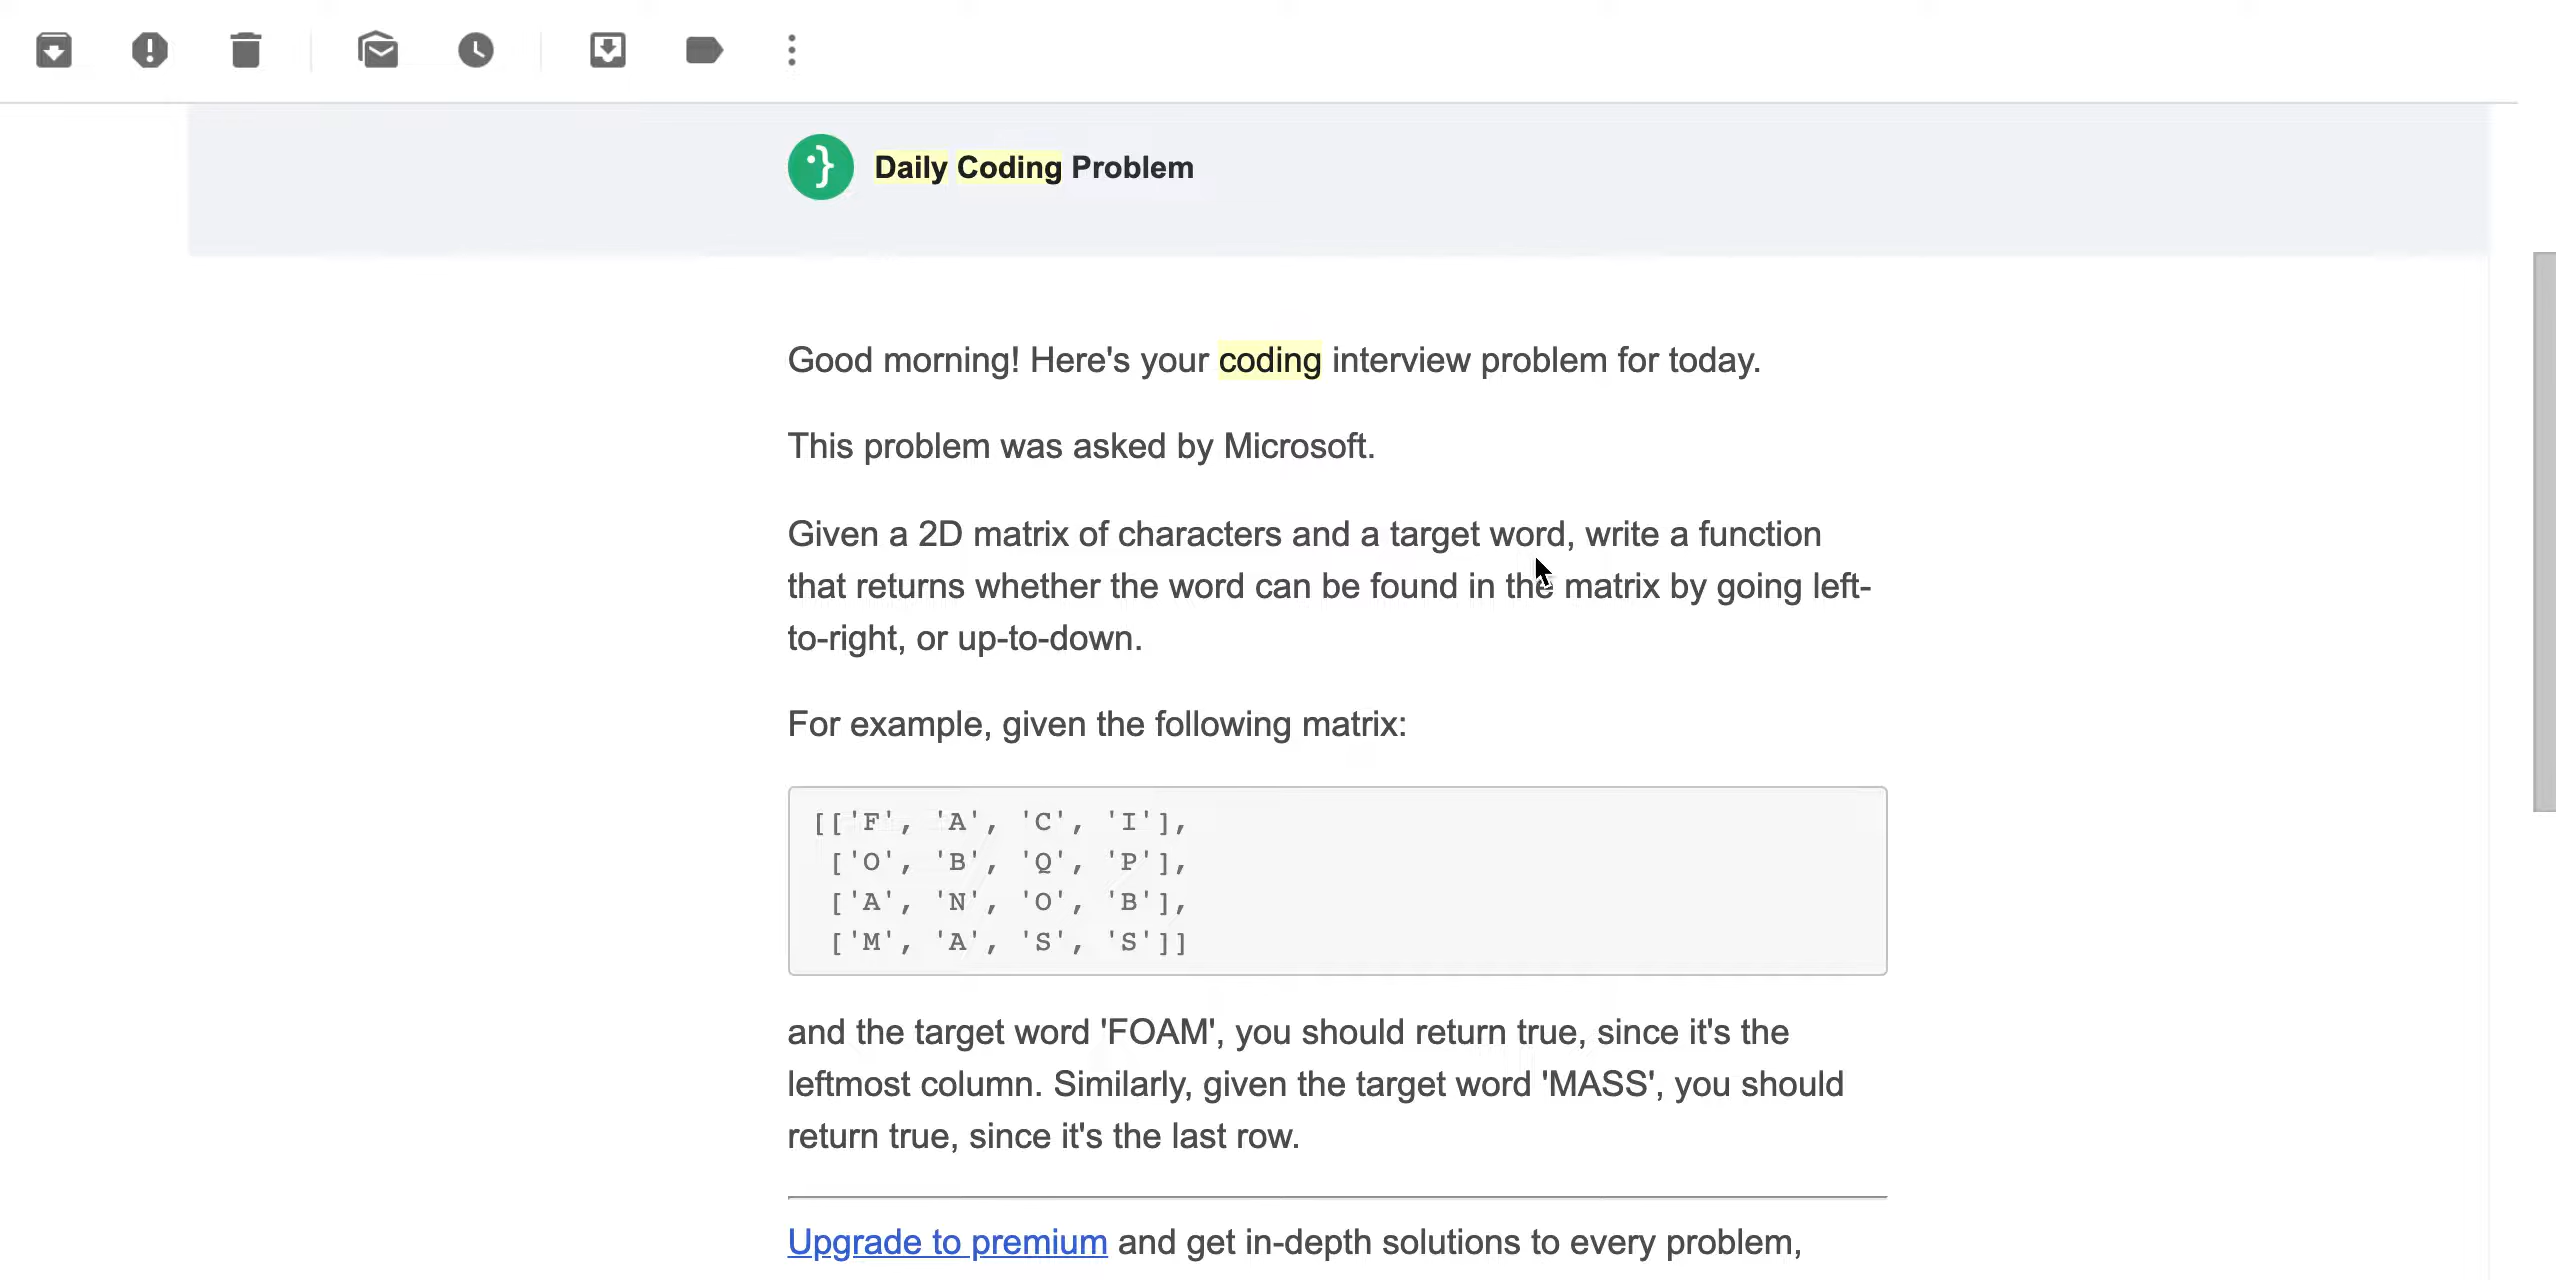 Daily Coding Problem
Good morning! Here's your coding interview problem for today.
This problem was asked by Microsoft.
Given a 2D matrix of characters and a target word, write a function
that returns whether the word can be found in the matrix by going left-
to-right, or up-to-down.
For example, given the following matrix:
[['F', 'A', 'C', 'I'],
 ['O', 'B', 'Q', 'P'],
 ['A', 'N', 'O', 'B'],
 ['M', 'A', 'S', 'S']]
and the target word 'FOAM', you should return true, since it's the
leftmost column. Similarly, given the target word 'MASS', you should
return true, since it's the last row.
Upgrade to premium and get in-depth solutions to every problem,